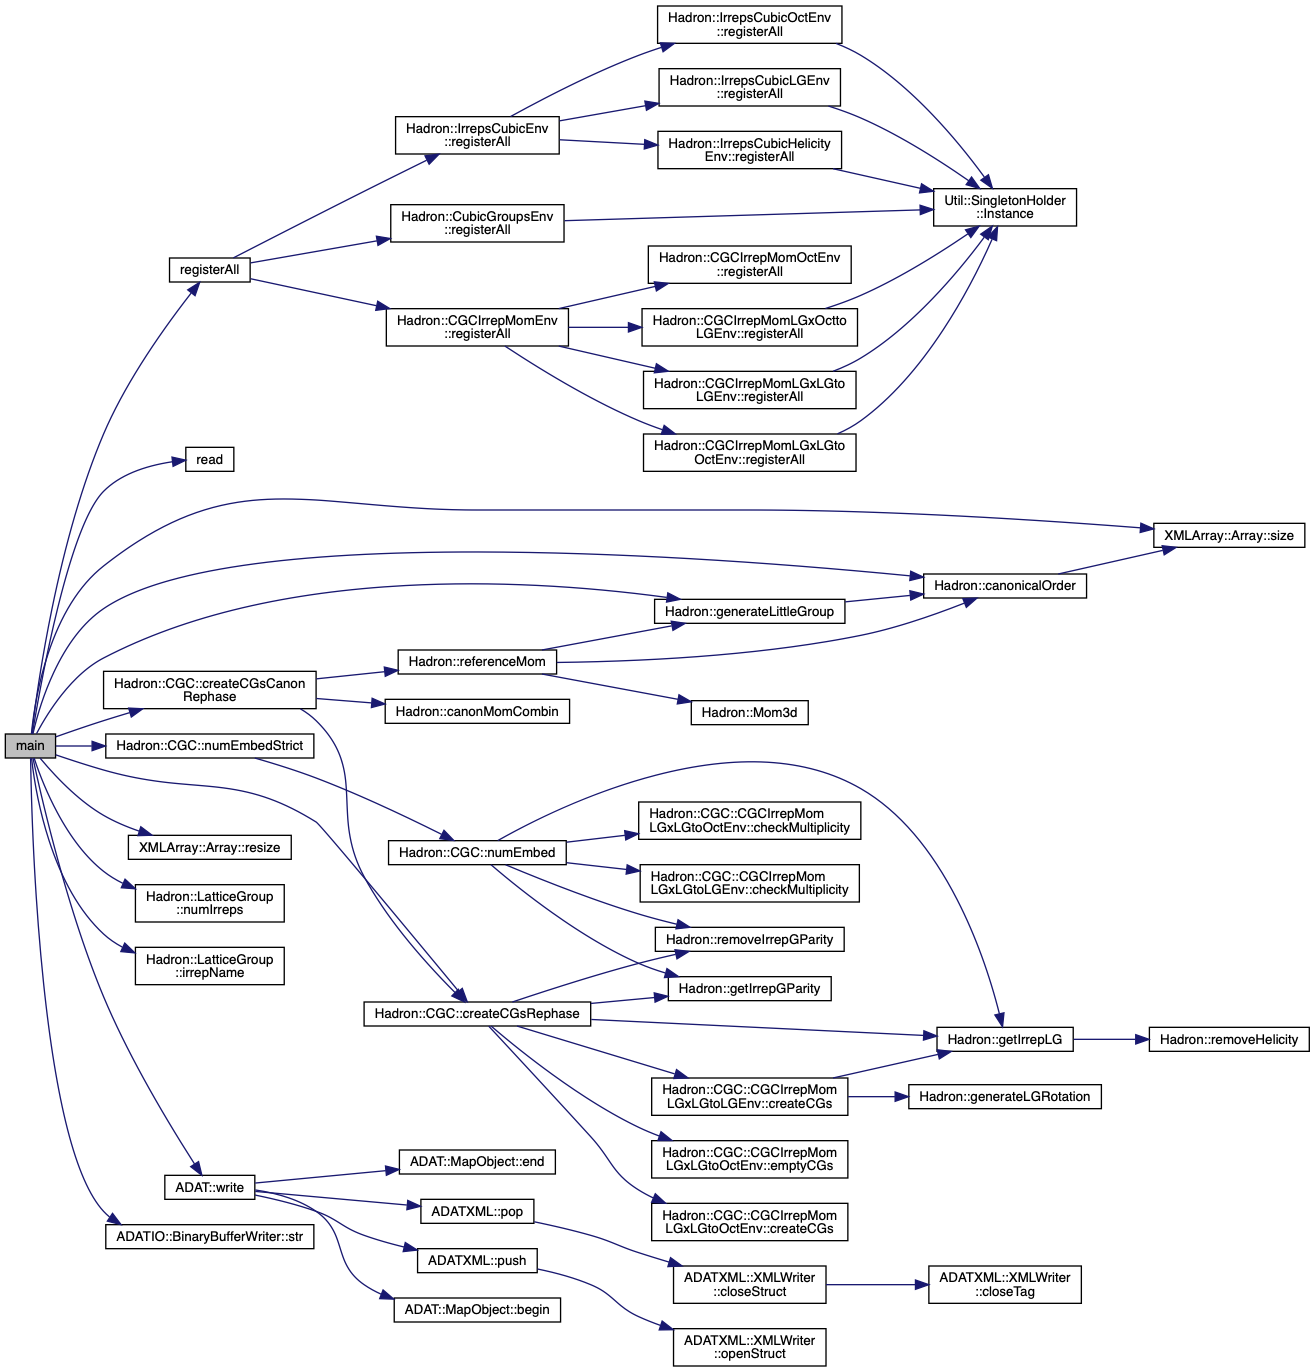 Hadron::IrrepsCubicOctEnv
::registerAll
Hadron::IrrepsCubicLGEnv
::registerAll
Hadron::IrrepsCubicEnv
::registerAll
Hadron::IrrepsCubicHelicity
Env::registerAll
Util::SingletonHolder
::Instance
Hadron::CubicGroupsEnv
::registerAll
registerAll
Hadron::CGCIrrepMomOctEnv
::registerAll
Hadron::CGCIrrepMomEnv
::registerAll
Hadron::CGCIrrepMomLGxOctto
LGEnv::registerAll
Hadron::CGCIrrepMomLGxLGto
LGEnv::registerAll
Hadron::CGCIrrepMomLGxLGto
OctEnv::registerAll
read
XMLArray::Array::size
Hadron::canonicalOrder
Hadron::generateLittleGroup
Hadron::referenceMom
Hadron::CGC::createCGsCanon
Rephase
Hadron::canonMomCombin
Hadron::Mom3d
main
Hadron::CGC::numEmbedStrict
Hadron::CGC::CGCIrrepMom
LGxLGtoOctEnv::checkMultiplicity
XMLArray::Array::resize
Hadron::CGC::numEmbed
Hadron::CGC::CGCIrrepMom
LGxLGtoLGEnv::checkMultiplicity
Hadron::LatticeGroup
::numIrreps
Hadron::removeIrrepGParity
Hadron::LatticeGroup
::irrepName
Hadron::getIrrepGParity
Hadron::CGC::createCGsRephase
Hadron::getIrrepLG
Hadron::removeHelicity
Hadron::CGC::CGCIrrepMom
LGxLGtoLGEnv::createCGs
Hadron::generateLGRotation
Hadron::CGC::CGCIrrepMom
LGxLGtoOctEnv::emptyCGs
ADAT::MapObject::end
ADAT::write
ADATXML::pop
Hadron::CGC::CGCIrrepMom
LGxLGtoOctEnv::createCGs
ADATIO::BinaryBufferWriter::str
ADATXML::push
ADATXML::XMLWriter
::closeStruct
ADATXML::XMLWriter
::closeTag
ADAT::MapObject::begin
ADATXML::XMLWriter
::openStruct